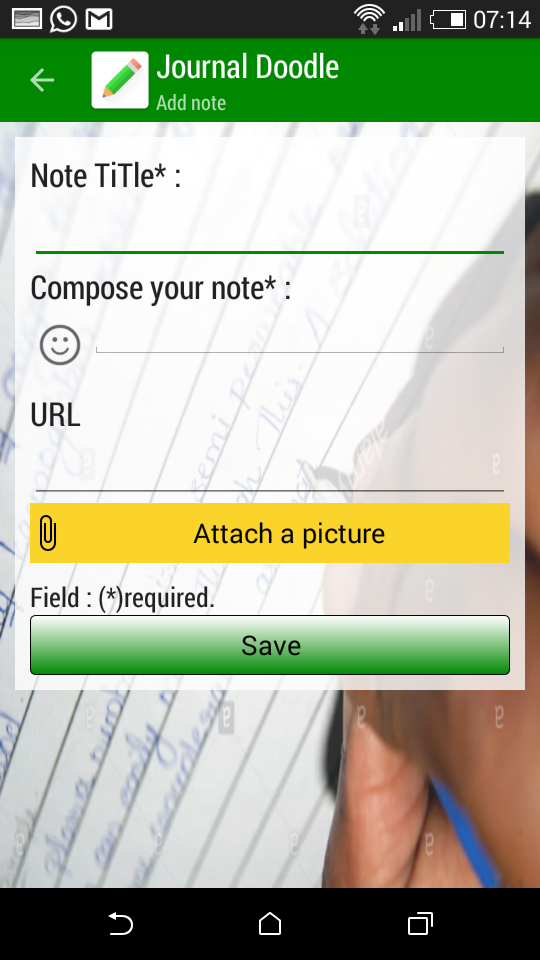 07:14
Journal Doodle
Add note
Note TiTle* :
Compose your note* :
URL
Attach a picture
Field : (*)required.
Save